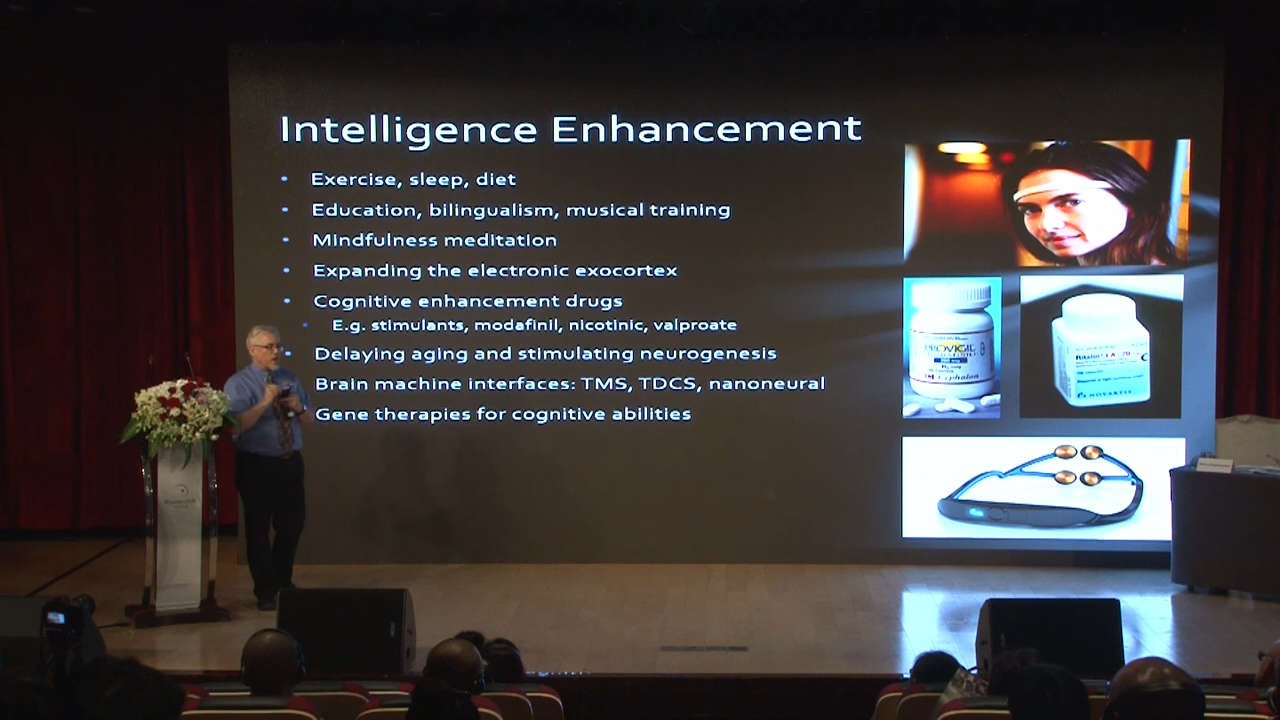 Intelligence Enhancement
• Exercise, sleep, diet
• Education, bilingualism, musical training
• Mindfulness meditation
• Expanding the electronic exocortex
• Cognitive enhancement drugs
• E.g. stimulants, modafinil, nicotinic, valproate
• Delaying aging and stimulating neurogenesis
Brain machine interfaces: TMS, TDCS, nanoneural
Gene therapies for cognitive abilities
PROVIGIL
Cephalon
Ritalin LA 20
NOVARTIS